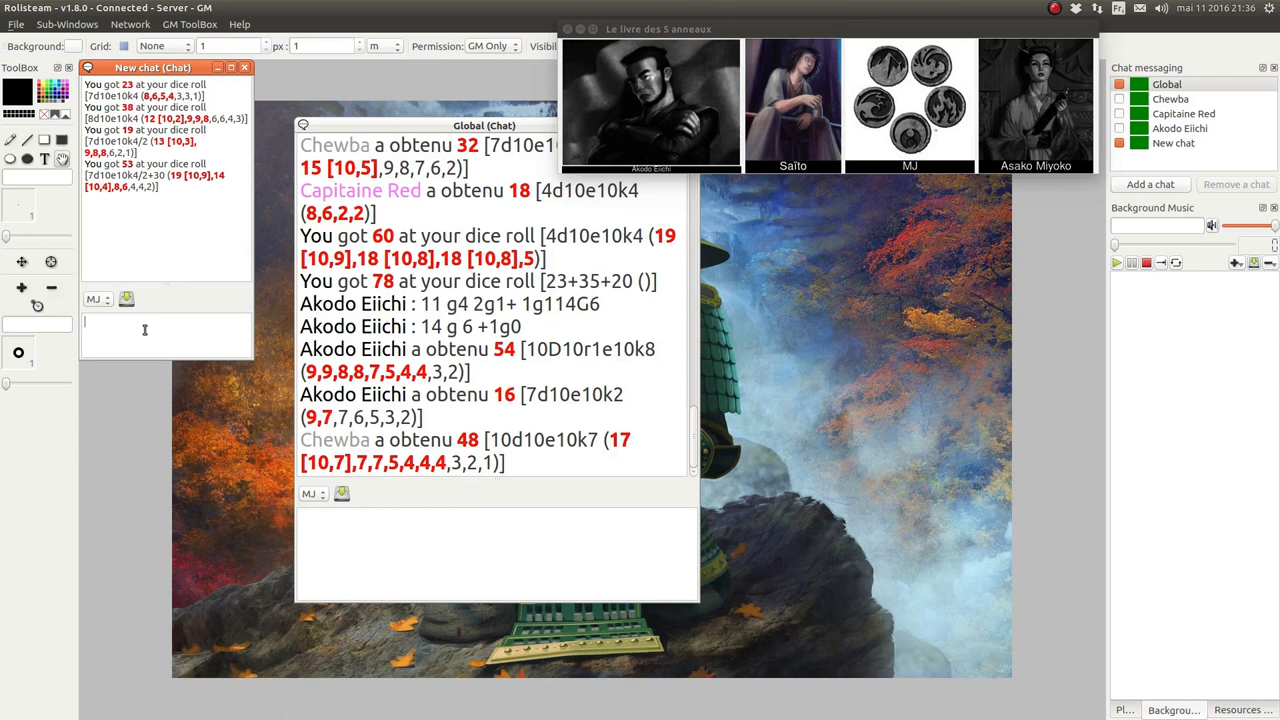 Rolisteam - v1.8.0 - Connected - Server - GM
Fr
mai 11 2016 21:36
File Sub-Windows Network GM ToolBox Help
Background: Grid: None 1 px : 1 m Permission: GM Only Visibil
Le livre des 5 anneaux
Akodo Eiichi
Saïto
MJ
Asako Miyoko
ToolBox
1
1
New chat (Chat)
You got 23 at your dice roll
[7d10e10k4 (8,6,5,4,3,3,1)]
You got 38 at your dice roll
[8d10e10k4 (12 [10,2],9,9,8,6,6,4,3)]
You got 19 at your dice roll
[7d10e10k4/2 (13 [10,3],
9,8,8,6,2,1)]
You got 53 at your dice roll
[7d10e10k4/2+30 (19 [10,9],14
[10,4],8,6,4,4,2)]
MJ
Global (Chat)
Chewba a obtenu 32 [7d10e10
15 [10,5],9,8,7,6,2)]
Capitaine Red a obtenu 18 [4d10e10k4
(8,6,2,2)]
You got 60 at your dice roll [4d10e10k4 (19
[10,9],18 [10,8],18 [10,8],5)]
You got 78 at your dice roll [23+35+20 ()]
Akodo Eiichi : 11 g4 2g1+ 1g114G6
Akodo Eiichi : 14 g 6 +1g0
Akodo Eiichi a obtenu 54 [10D10r1e10k8
(9,9,8,8,7,5,4,4,3,2)]
Akodo Eiichi a obtenu 16 [7d10e10k2
(9,7,7,6,5,3,2)]
Chewba a obtenu 48 [10d10e10k7 (17
[10,7],7,7,5,4,4,4,3,2,1)]
MJ
Chat messaging
Global
Chewba
Capitaine Red
Akodo Eiichi
New chat
Add a chat Remove a chat
Background Music
0
Pl... Backgrou... Resources ...